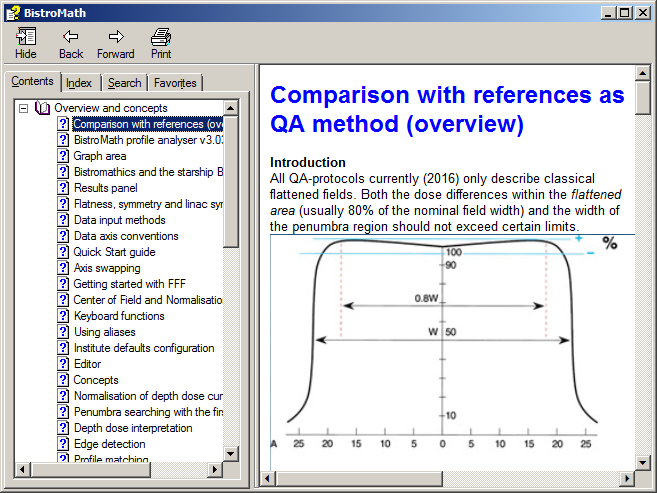 BistroMath
Hide Back Forward Print
Contents Index Search Favorites
Overview and concepts
Comparison with references (ov
BistroMath profile analyser v3.03
Graph area
Bistromathics and the starship B
Results panel
Flatness, symmetry and linac syn
Data input methods
Data axis conventions
Quick Start guide
Axis swapping
Getting started with FFF
Center of Field and Normalisatio
Keyboard functions
Using aliases
Institute defaults configuration
Editor
Concepts
Normalisation of depth dose cur
Penumbra searching with the firs
Depth dose interpretation
Edge detection
Profile matching
Comparison with references as
QA method (overview)
Introduction
All QA-protocols currently (2016) only describe classical
flattened fields. Both the dose differences within the flattened
area (usually 80% of the nominal field width) and the width of
the penumbra region should not exceed certain limits.
+ %
100 −
90
0.8W
W 50
10
A 25 20 15 10 5 0 5 10 15 20 25